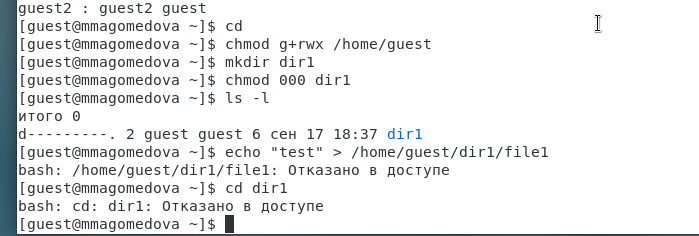 guest2 : guest2 guest
[guest@mmagomedova ~]$ cd
[guest@mmagomedova ~]$ chmod g+rwx /home/guest
[guest@mmagomedova ~]$ mkdir dir1
[guest@mmagomedova ~]$ chmod 000 dir1
[guest@mmagomedova ~]$ ls -l
итого 0
d---------. 2 guest guest 6 сен 17 18:37 dir1
[guest@mmagomedova ~]$ echo "test" > /home/guest/dir1/file1
bash: /home/guest/dir1/file1: Отказано в доступе
[guest@mmagomedova ~]$ cd dir1
bash: cd: dir1: Отказано в доступе
[guest@mmagomedova ~]$